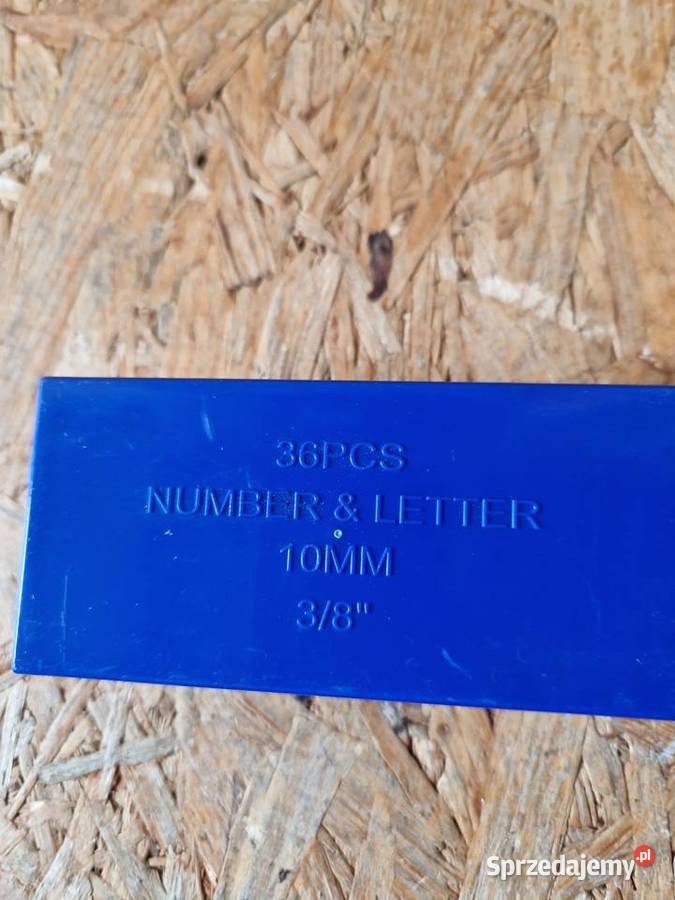 36PCS
NUMBER & LETTER
10MM
3/8"
Sprzedajemy.pl